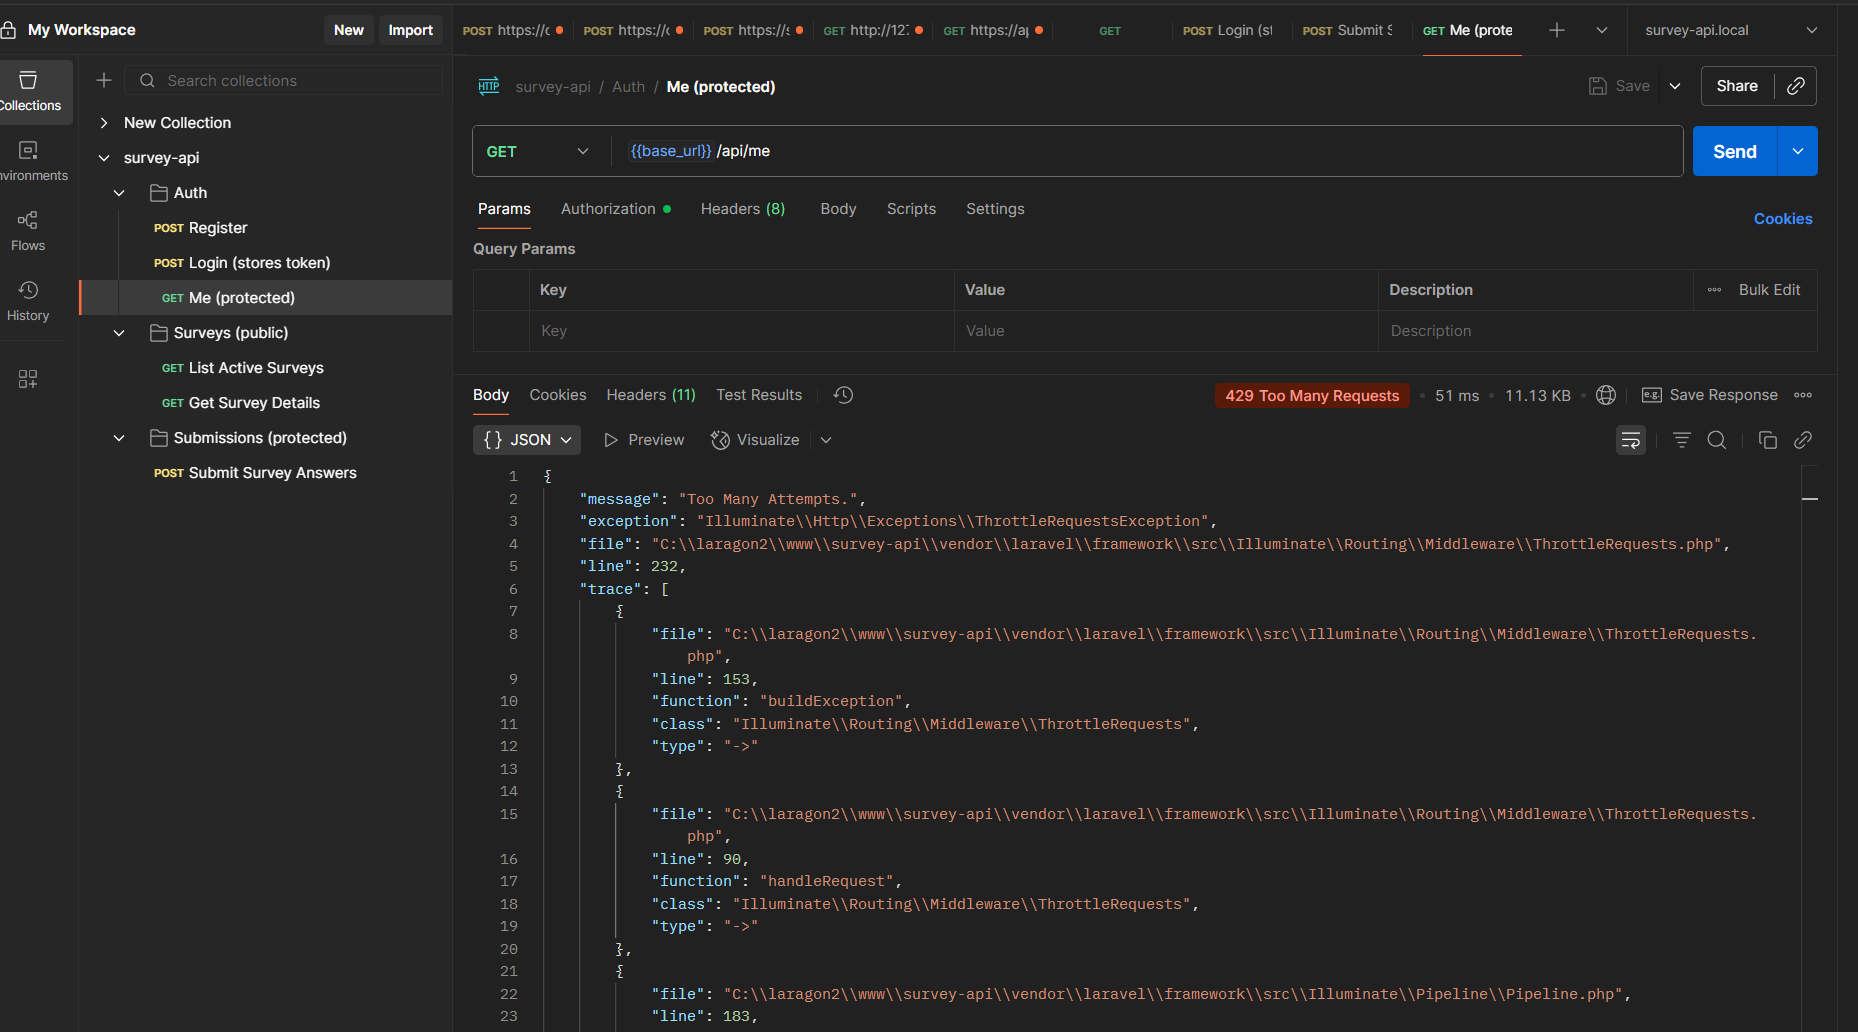 My Workspace
New
Import
POST https://c
POST https://c
POST https://s
GET http://127
GET https://ap
GET
POST Login (st
POST Submit S
GET Me (prote
survey-api.local
Collections
Environments
Flows
History
Search collections
New Collection
survey-api
Auth
POST Register
POST Login (stores token)
GET Me (protected)
Surveys (public)
GET List Active Surveys
GET Get Survey Details
Submissions (protected)
POST Submit Survey Answers
HTTP survey-api / Auth / Me (protected)
Save
Share
GET
{{base_url}} /api/me
Send
Params
Authorization
Headers (8)
Body
Scripts
Settings
Cookies
Query Params
Key Value Description Bulk Edit
Key Value Description
Body
Cookies
Headers (11)
Test Results
429 Too Many Requests
51 ms
11.13 KB
e.g. Save Response
{} JSON
Preview
Visualize
1 {
2 "message": "Too Many Attempts.",
3 "exception": "Illuminate\\Http\\Exceptions\\ThrottleRequestsException",
4 "file": "C:\\laragon2\\www\\survey-api\\vendor\\laravel\\framework\\src\\Illuminate\\Routing\\Middleware\\ThrottleRequests.php",
5 "line": 232,
6 "trace": [
7 {
8 "file": "C:\\laragon2\\www\\survey-api\\vendor\\laravel\\framework\\src\\Illuminate\\Routing\\Middleware\\ThrottleRequests.
php",
9 "line": 153,
10 "function": "buildException",
11 "class": "Illuminate\\Routing\\Middleware\\ThrottleRequests",
12 "type": "->"
13 },
14 {
15 "file": "C:\\laragon2\\www\\survey-api\\vendor\\laravel\\framework\\src\\Illuminate\\Routing\\Middleware\\ThrottleRequests.
php",
16 "line": 90,
17 "function": "handleRequest",
18 "class": "Illuminate\\Routing\\Middleware\\ThrottleRequests",
19 "type": "->"
20 },
21 {
22 "file": "C:\\laragon2\\www\\survey-api\\vendor\\laravel\\framework\\src\\Illuminate\\Pipeline\\Pipeline.php",
23 "line": 183,